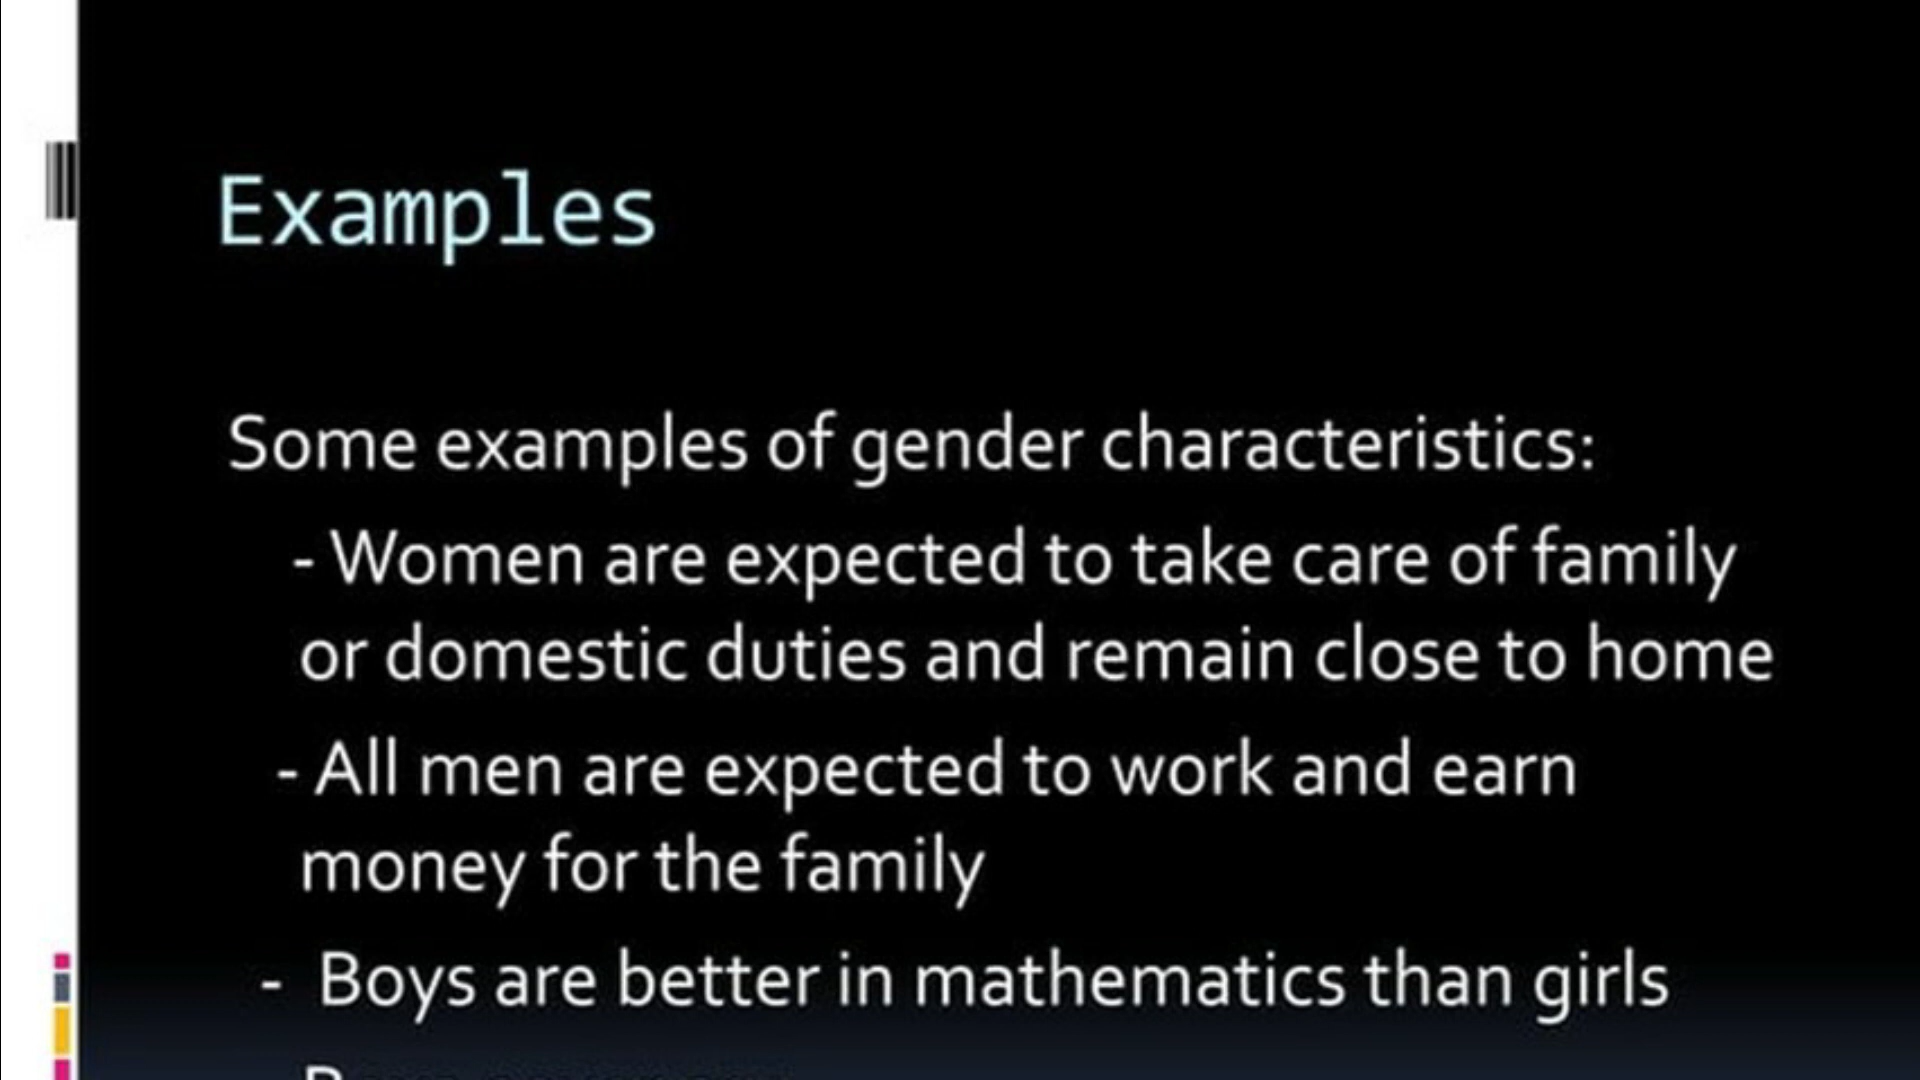 Examples
Some examples of gender characteristics:
- Women are expected to take care of family
or domestic duties and remain close to home
- All men are expected to work and earn
money for the family
- Boys are better in mathematics than girls